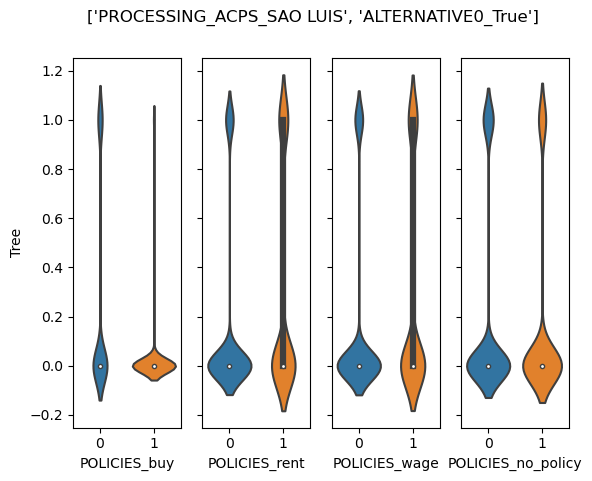 ['PROCESSING_ACPS_SAO LUIS', 'ALTERNATIVE0_True']
Tree
1.2
1.0
0.8
0.6
0.4
0.2
0.0
−0.2
0 1 0 1 0 1 0 1
POLICIES_buy POLICIES_rent POLICIES_wage POLICIES_no_policy